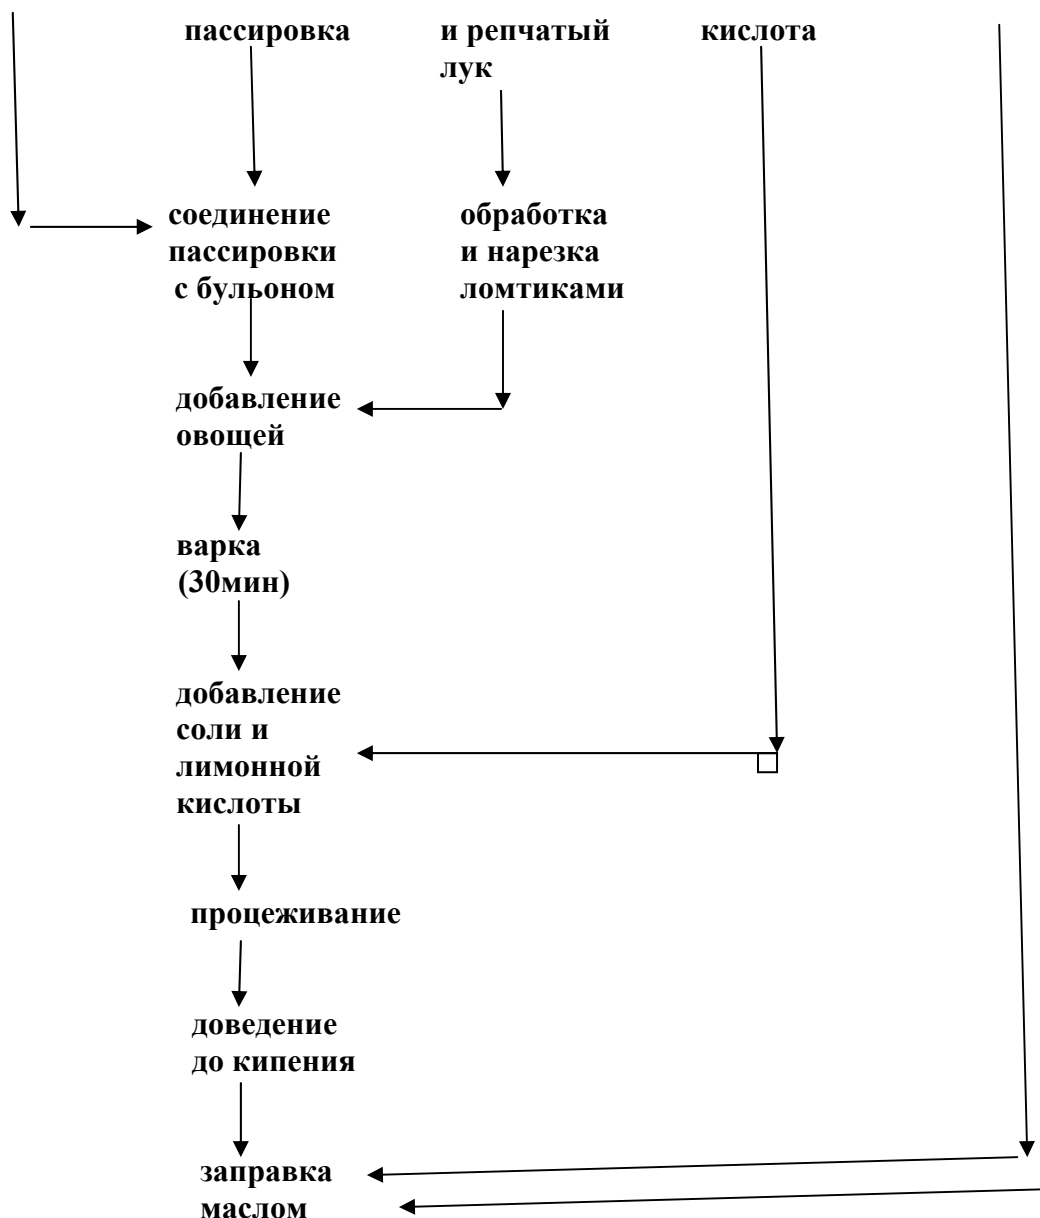 пассировка
и репчатый
лук
кислота
соединение
пассировки
с бульоном
обработка
и нарезка
ломтиками
добавление
овощей
варка
(30мин)
добавление
соли и
лимонной
кислоты
процеживание
доведение
до кипения
заправка
маслом